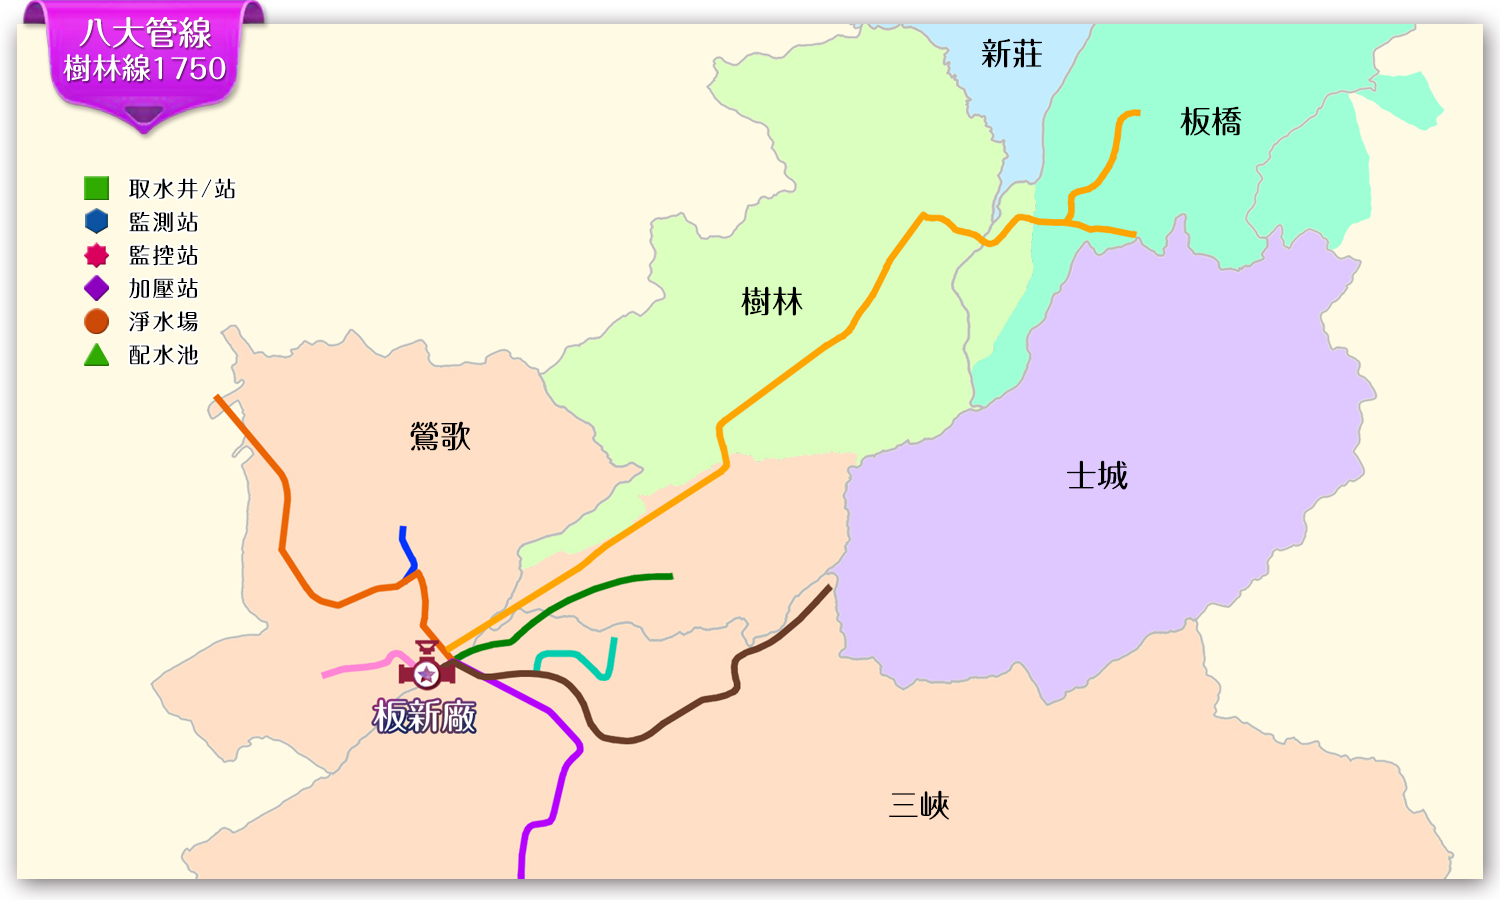 八大管線
樹林線1750
新莊
板橋
取水井/站
監測站
監控站
加壓站
淨水場
配水池
樹林
鶯歌
土城
板新廠
三峽